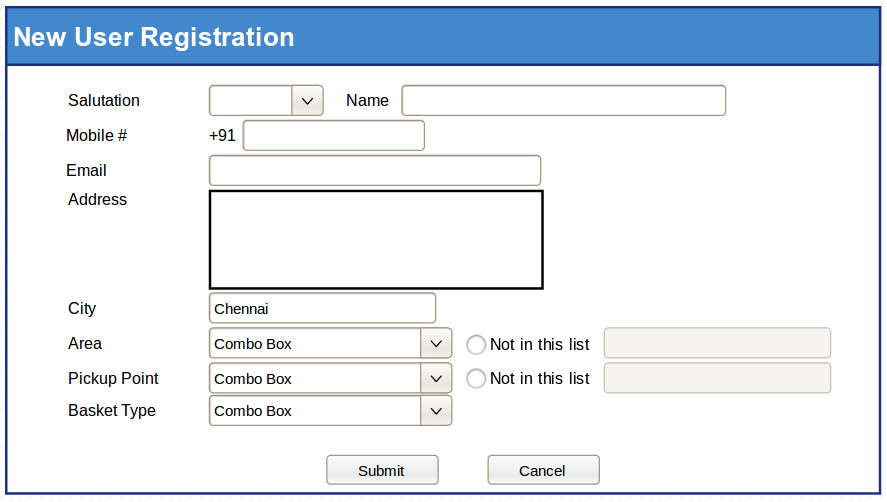 New User Registration
Salutation Name
Mobile # +91
Email
Address
City Chennai
Area Combo Box Not in this list
Pickup Point Combo Box Not in this list
Basket Type Combo Box
Submit Cancel